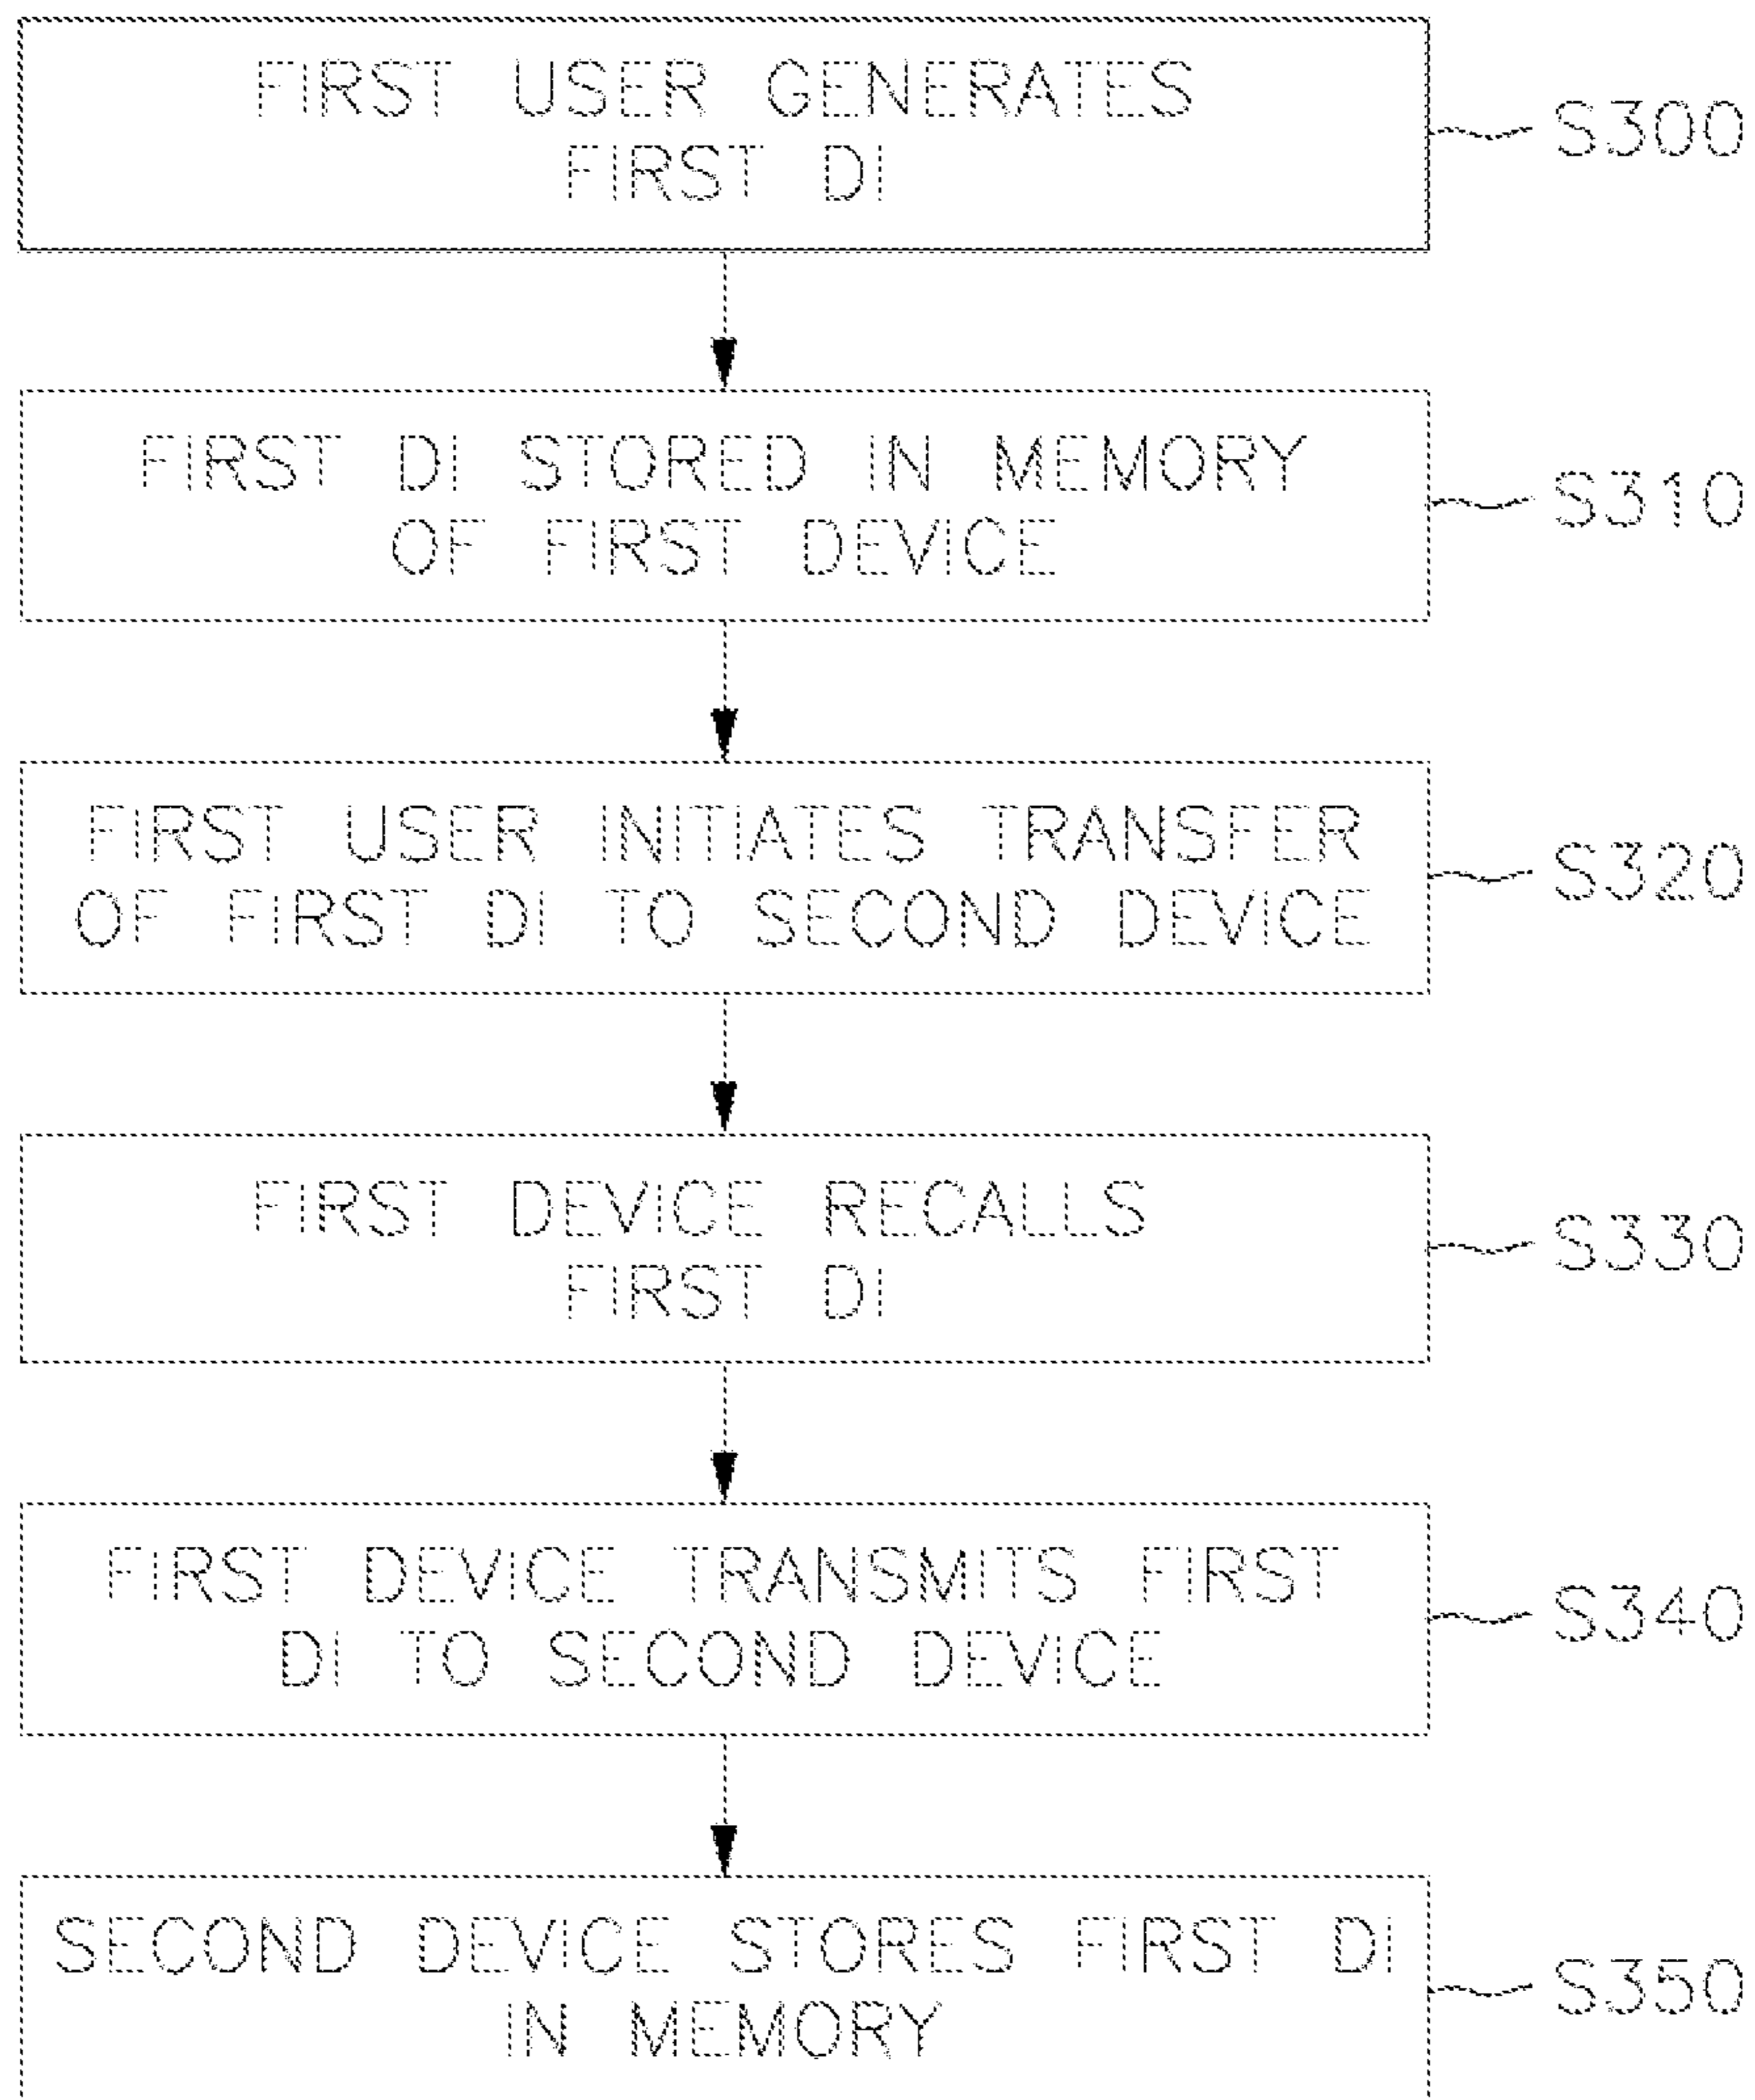 FIRST USER GENERATES
FIRST DI
S300
FIRST DI STORED IN MEMORY
OF FIRST DEVICE
S310
FIRST USER INITIATES TRANSFER
OF FIRST DI TO SECOND DEVICE
S320
FIRST DEVICE RECALLS
FIRST DI
S330
FIRST DEVICE TRANSMITS FIRST
DI TO SECOND DEVICE
S340
SECOND DEVICE STORES FIRST DI
IN MEMORY
S350